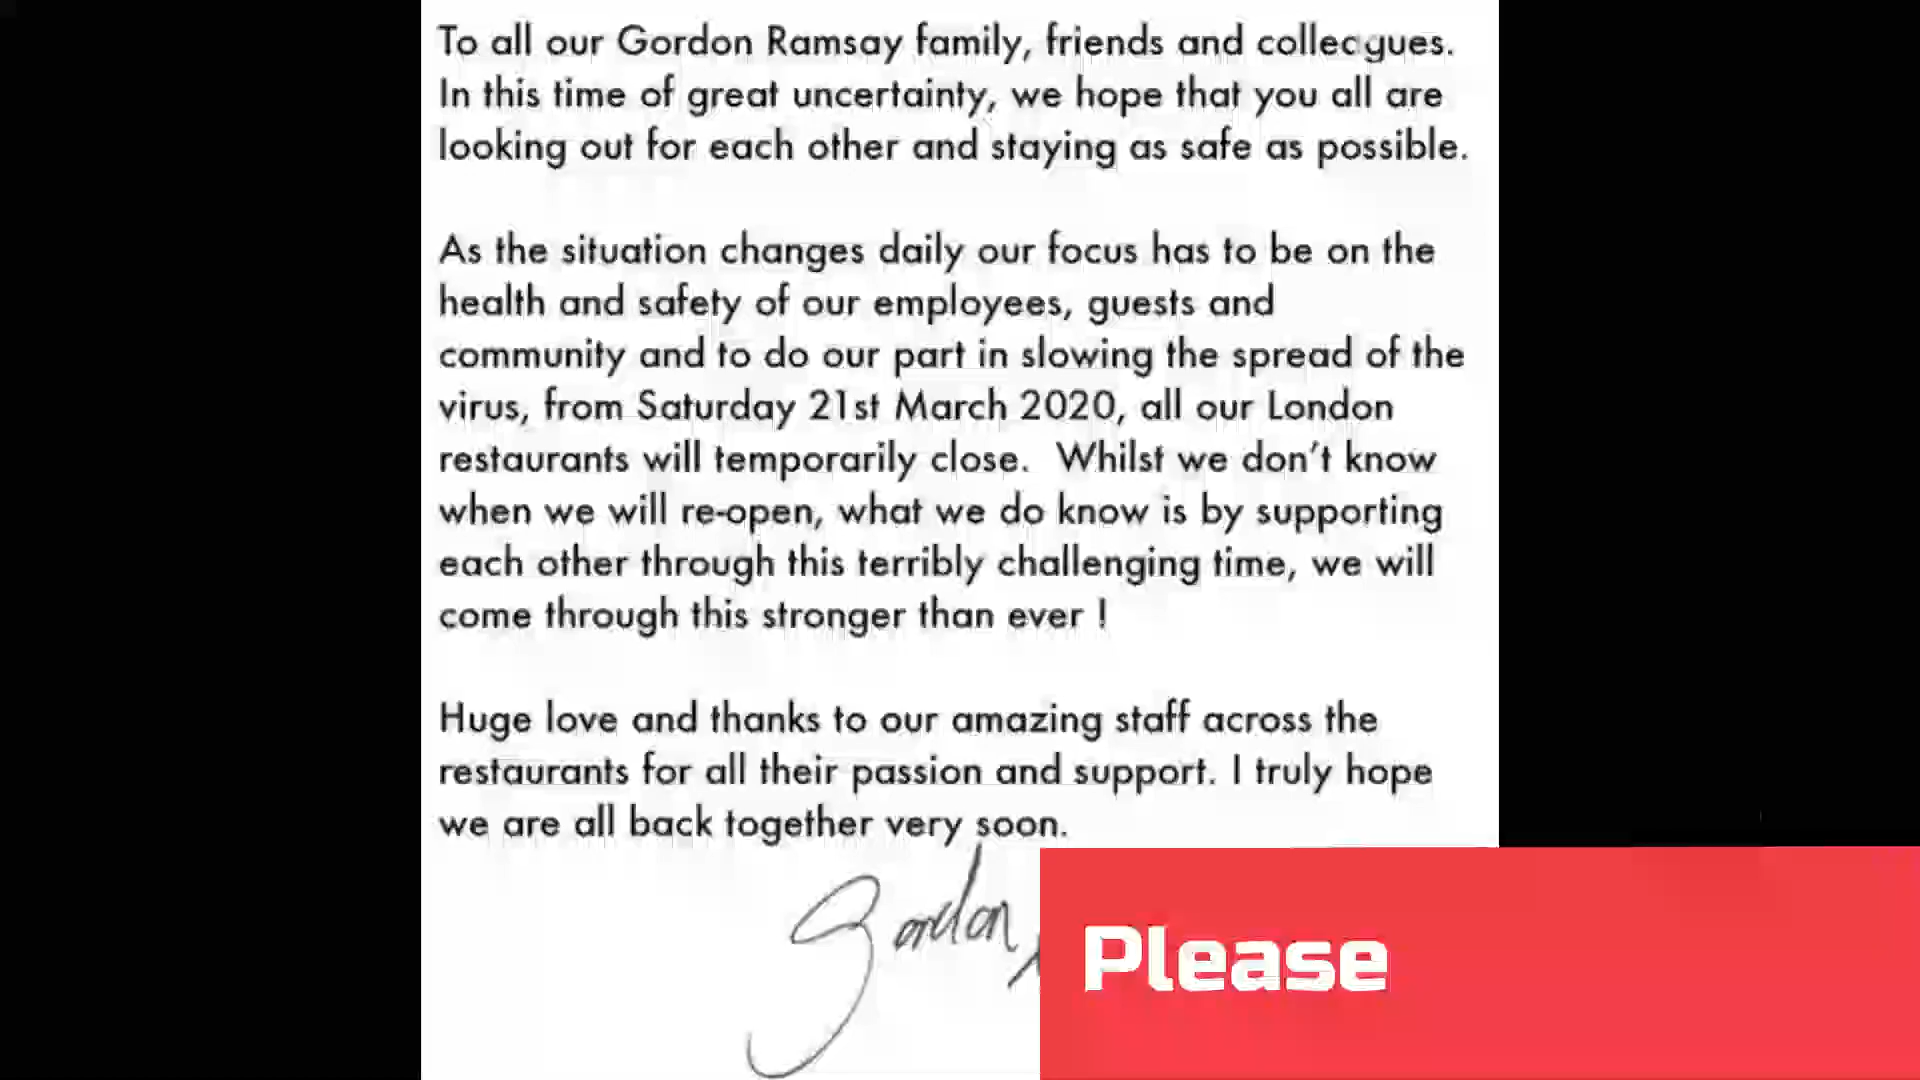 To all our Gordon Ramsay family, friends and colleagues.
In this time of great uncertainty, we hope that you all are
looking out for each other and staying as safe as possible.
As the situation changes daily our focus has to be on the
health and safety of our employees, guests and
community and to do our part in slowing the spread of the
virus, from Saturday 21st March 2020, all our London
restaurants will temporarily close. Whilst we don't know
when we will re-open, what we do know is by supporting
each other through this terribly challenging time, we will
come through this stronger than ever !
Huge love and thanks to our amazing staff across the
restaurants for all their passion and support. I truly hope
we are all back together very soon.
Gordon
Please